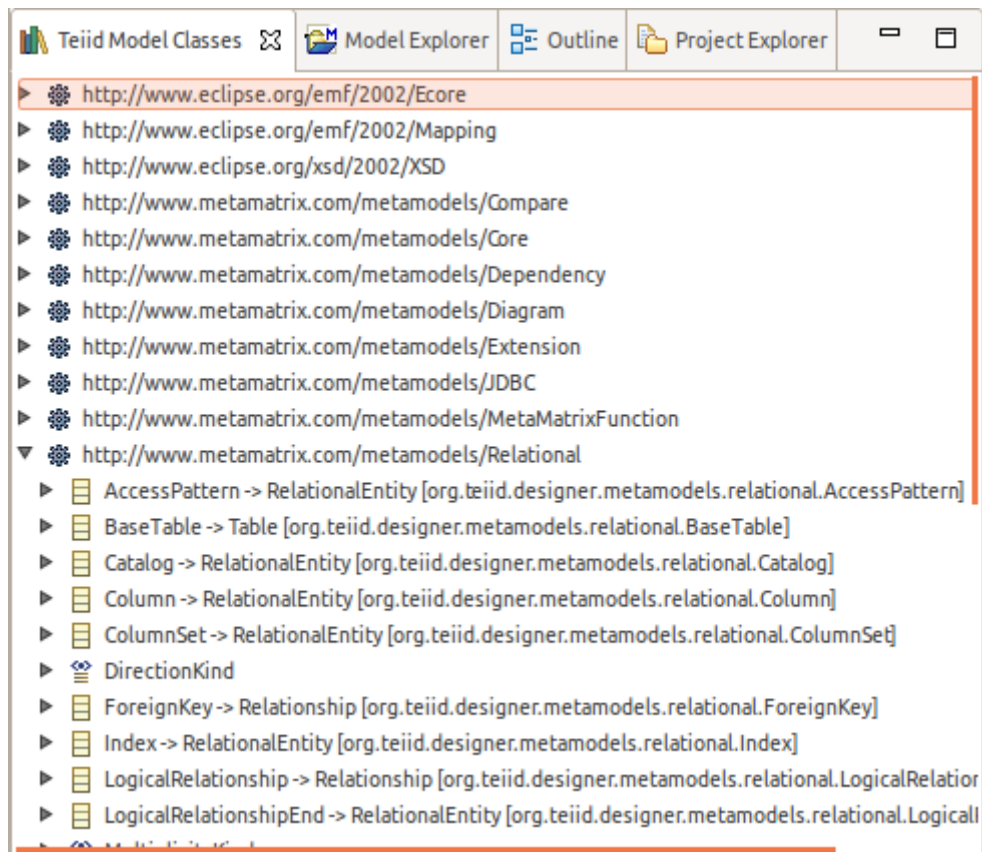 Teiid Model Classes Model Explorer Outline Project Explorer
http://www.eclipse.org/emf/2002/Ecore
http://www.eclipse.org/emf/2002/Mapping
http://www.eclipse.org/xsd/2002/XSD
http://www.metamatrix.com/metamodels/Compare
http://www.metamatrix.com/metamodels/Core
http://www.metamatrix.com/metamodels/Dependency
http://www.metamatrix.com/metamodels/Diagram
http://www.metamatrix.com/metamodels/Extension
http://www.metamatrix.com/metamodels/JDBC
http://www.metamatrix.com/metamodels/MetaMatrixFunction
http://www.metamatrix.com/metamodels/Relational
AccessPattern -> RelationalEntity [org.teiid.designer.metamodels.relational.AccessPattern]
BaseTable -> Table [org.teiid.designer.metamodels.relational.BaseTable]
Catalog -> RelationalEntity [org.teiid.designer.metamodels.relational.Catalog]
Column -> RelationalEntity [org.teiid.designer.metamodels.relational.Column]
ColumnSet -> RelationalEntity [org.teiid.designer.metamodels.relational.ColumnSet]
DirectionKind
ForeignKey -> Relationship [org.teiid.designer.metamodels.relational.ForeignKey]
Index -> RelationalEntity [org.teiid.designer.metamodels.relational.Index]
LogicalRelationship -> Relationship [org.teiid.designer.metamodels.relational.LogicalRelation
LogicalRelationshipEnd -> RelationalEntity [org.teiid.designer.metamodels.relational.Logical